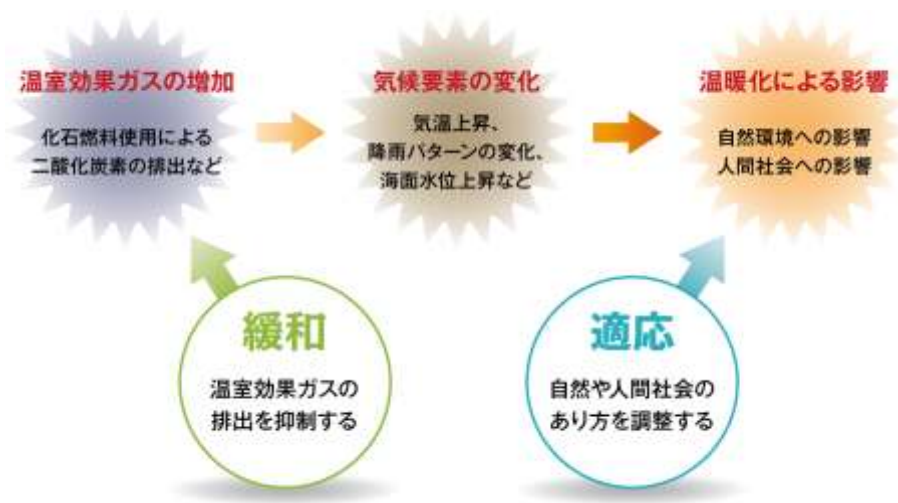 温室効果ガスの増加
化石燃料使用による
二酸化炭素の排出など
気候要素の変化
気温上昇、
降雨パターンの変化、
海面水位上昇など
温暖化による影響
自然環境への影響
人間社会への影響
緩和
温室効果ガスの
排出を抑制する
適応
自然や人間社会の
あり方を調整する